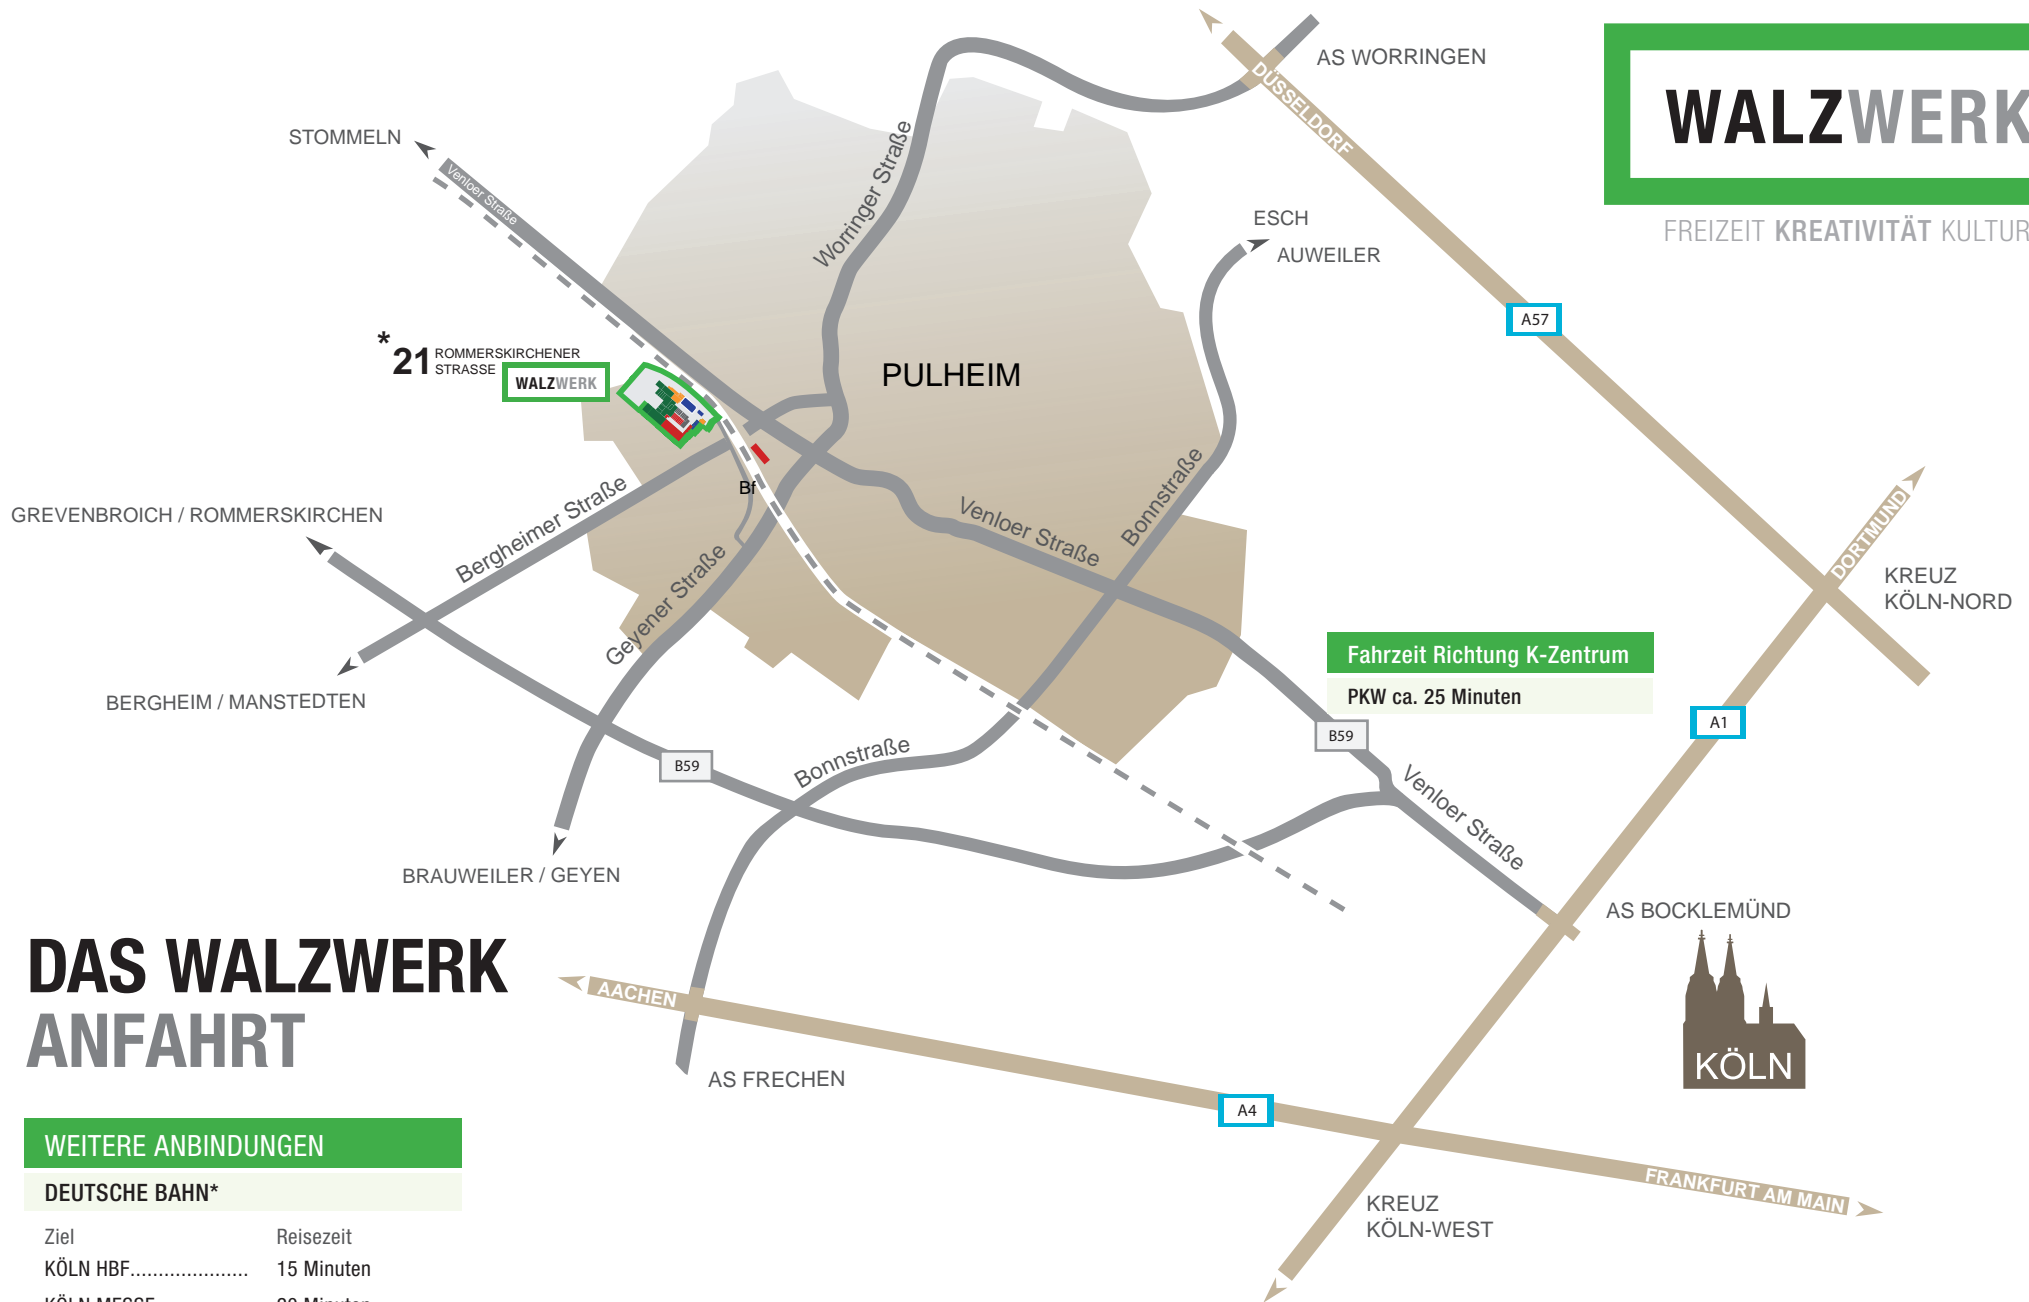 AS WORRINGEN
DÜSSELDORF
WALZWERK
FREIZEIT KREATIVITÄT KULTUR
STOMMELN
Venloer Straße
Worringer Straße
ESCH
AUWEILER
A57
*21 ROMMERSKIRCHENER
STRASSE
WALZWERK
PULHEIM
Bf
GREVENBROICH / ROMMERSKIRCHEN
Bergheimer Straße
Venloer Straße
Bonnstraße
DORTMUND
KREUZ
KÖLN-NORD
Geyener Straße
Fahrzeit Richtung K-Zentrum
PKW ca. 25 Minuten
BERGHEIM / MANSTEDTEN
A1
B59
B59
Bonnstraße
Venloer Straße
BRAUWEILER / GEYEN
AS BOCKLEMÜND
KÖLN
DAS WALZWERK
ANFAHRT
AACHEN
AS FRECHEN
A4
FRANKFURT AM MAIN
KREUZ
KÖLN-WEST
WEITERE ANBINDUNGEN
DEUTSCHE BAHN*
Ziel Reisezeit
KÖLN HBF..................... 15 Minuten